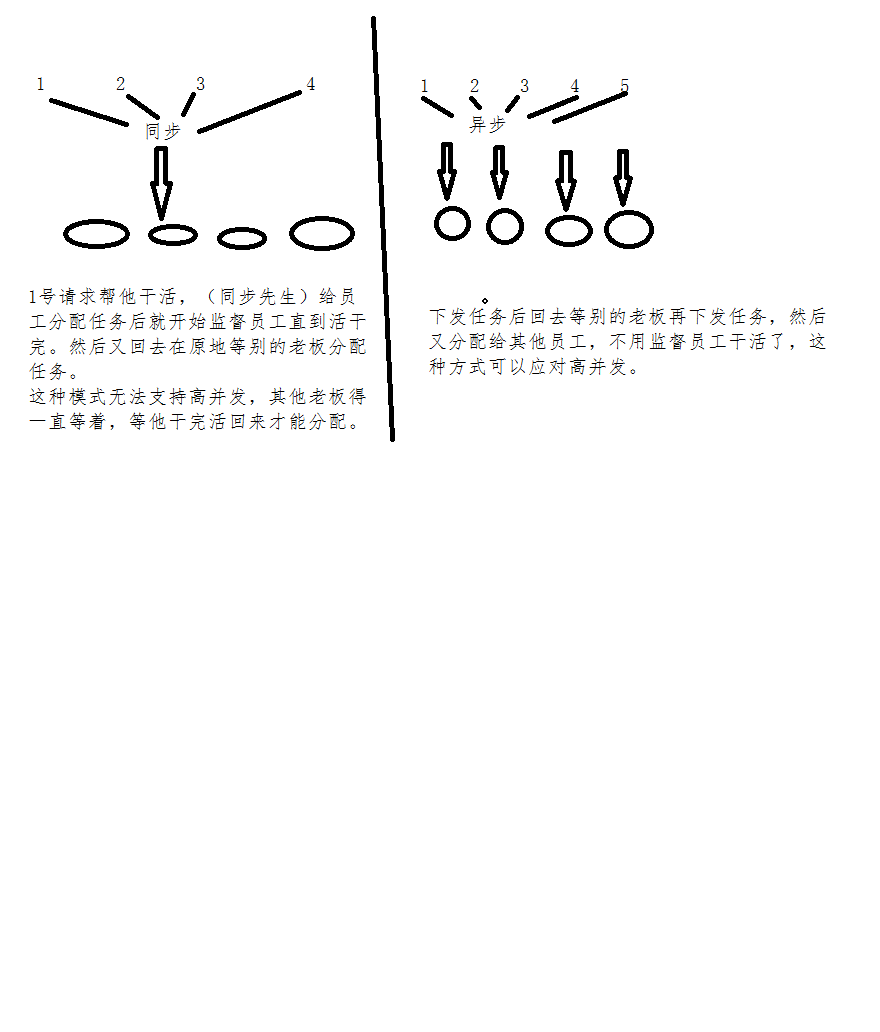 1 2 3 4
同步
1号请求帮他干活，（同步先生）给员
工分配任务后就开始监督员工直到活干
完。然后又回去在原地等别的老板分配
任务。
这种模式无法支持高并发，其他老板得
一直等着，等他干完活回来才能分配。
1 2 3 4 5
异步
下发任务后回去等别的老板再下发任务，然后
又分配给其他员工，不用监督员工干活了，这
种方式可以应对高并发。